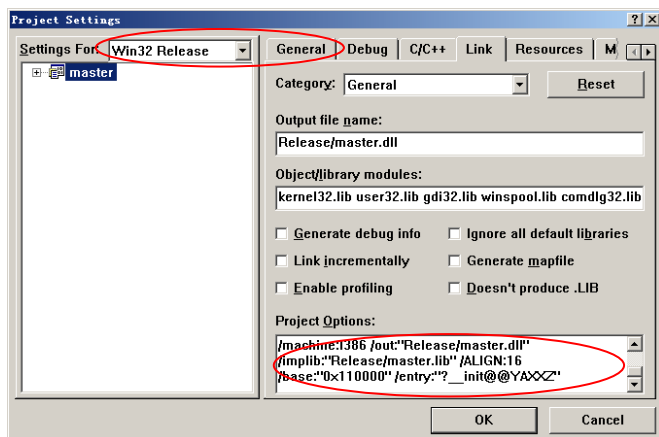 Project Settings
Settings For: Win32 Release
master
General Debug C/C++ Link Resources M
Category: General
Reset
Output file name:
Release/master.dll
Object/library modules:
kernel32.lib user32.lib gdi32.lib winspool.lib comdlg32.lib
Generate debug info
Ignore all default libraries
Link incrementally
Generate mapfile
Enable profiling
Doesn't produce .LIB
Project Options:
/machine:I386 /out:"Release/master.dll"
/implib:"Release/master.lib" /ALIGN:16
/base:"0x110000" /entry:"?__init@@YAXXZ"
OK
Cancel